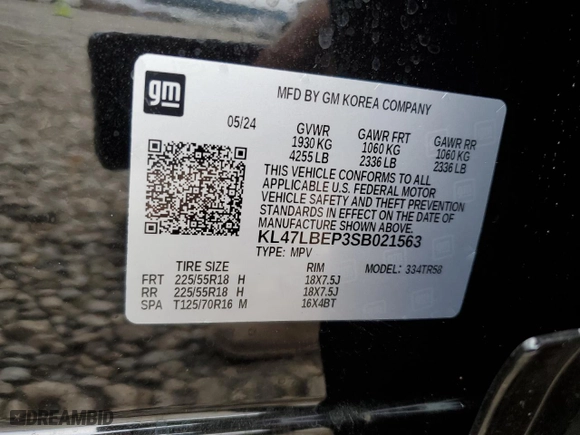 gm
MFD BY GM KOREA COMPANY
05/24 GVWR GAWR FRT GAWR RR
1930 KG 1060 KG 1060 KG
4255 LB 2336 LB 2336 LB
THIS VEHICLE CONFORMS TO ALL
APPLICABLE U.S. FEDERAL MOTOR
VEHICLE SAFETY AND THEFT PREVENTION
STANDARDS IN EFFECT ON THE DATE OF
MANUFACTURE SHOWN ABOVE.
KL47LBEP3SB021563
TYPE: MPV
TIRE SIZE RIM MODEL: 334TR58
FRT 225/55R18 H 18X7.5J
RR 225/55R18 H 18X7.5J
SPA T125/70R16 M 16X4BT
DREAMBID